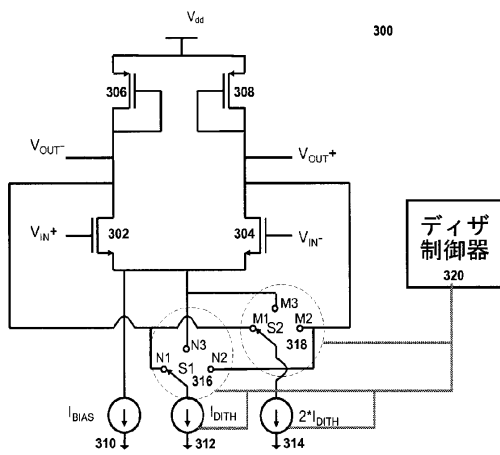 Vdd
300
306
308
VOUT-
VOUT+
VIN+
302
304
VIN-
ディザ
制御器
320
M3
M1
S2
M2
318
N3
N1
S1
N2
316
IBIAS
IDITH
2*IDITH
310
312
314